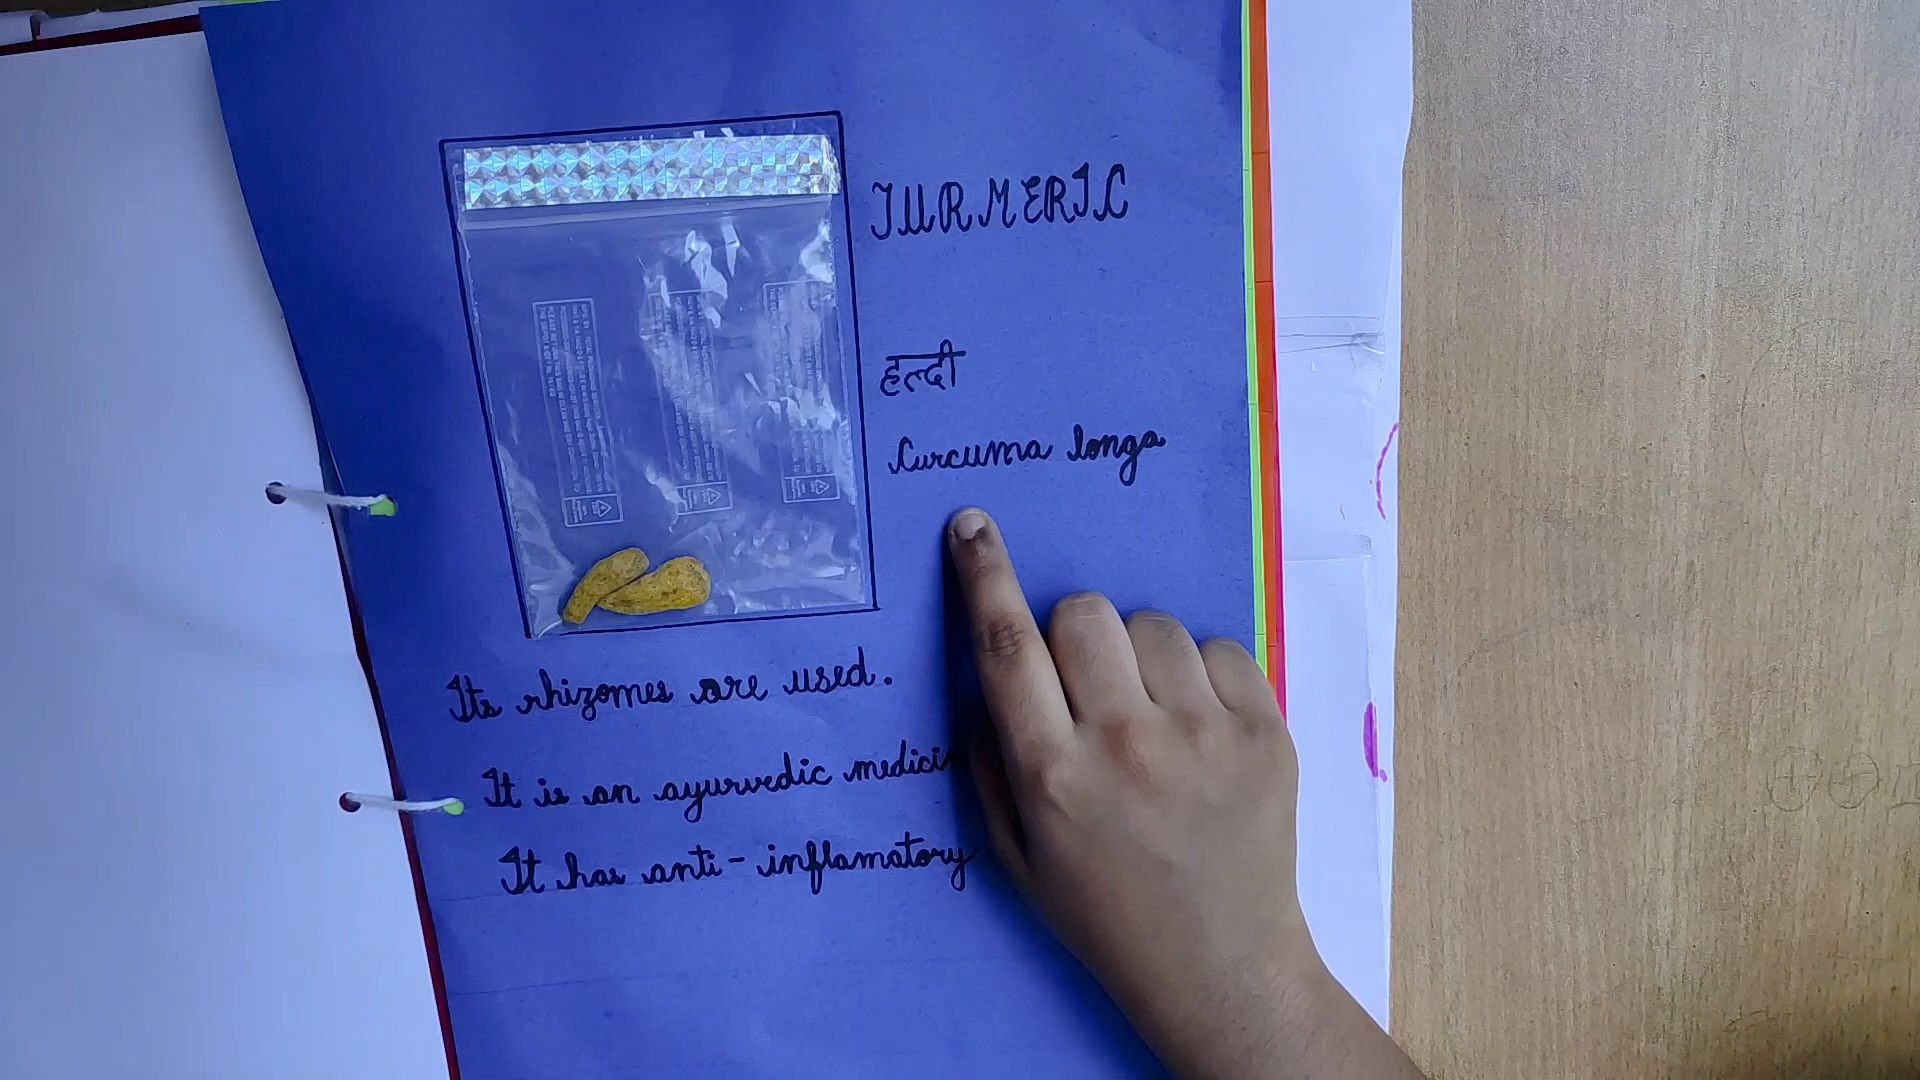 TURMERIC
हल्दी
Curcuma longa
Its rhizomes are used.
It is an ayurvedic
It has anti-inflamatory